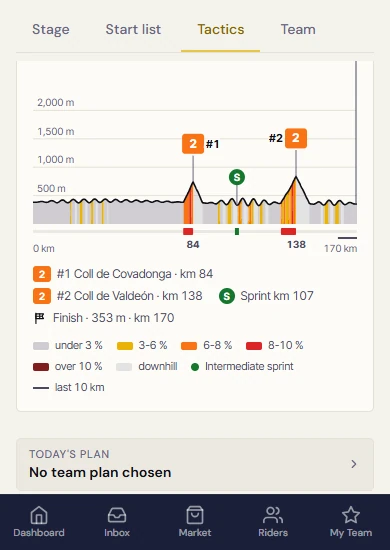 Stage Start list Tactics Team
2,000 m
1,500 m
2 #1 #2 2
1,000 m
S
500 m
0 km 84 138 170 km
2 #1 Coll de Covadonga · km 84
2 #2 Coll de Valdeón · km 138 S Sprint km 107
Finish · 353 m · km 170
under 3 % 3-6 % 6-8 % 8-10 %
over 10 % downhill Intermediate sprint
last 10 km
TODAY'S PLAN
No team plan chosen
Dashboard Inbox Market Riders My Team